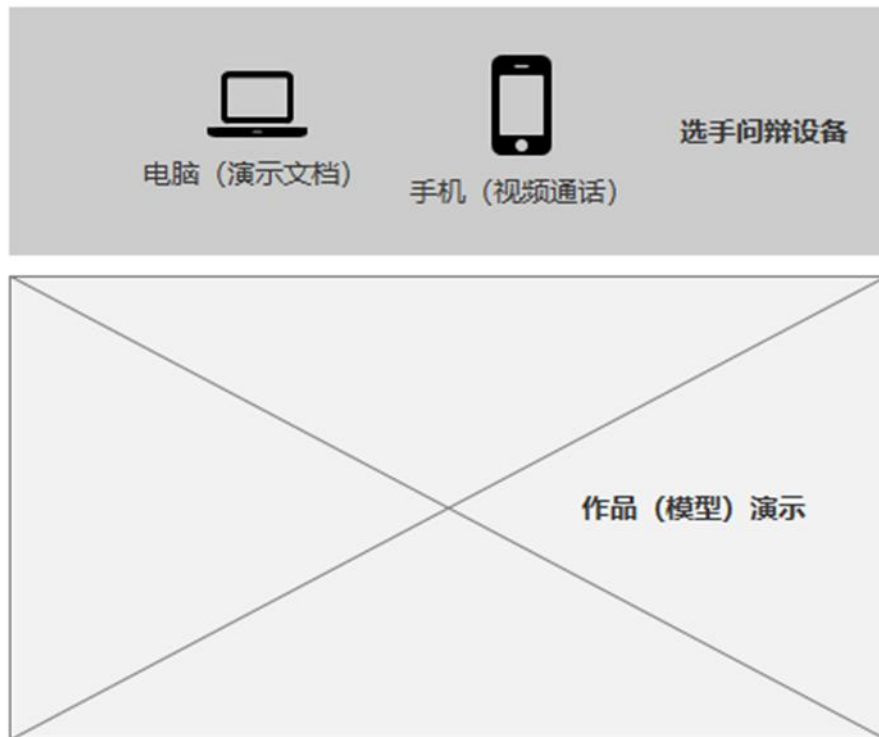 选手问辩设备
电脑（演示文档）
手机（视频通话）
作品（模型）演示